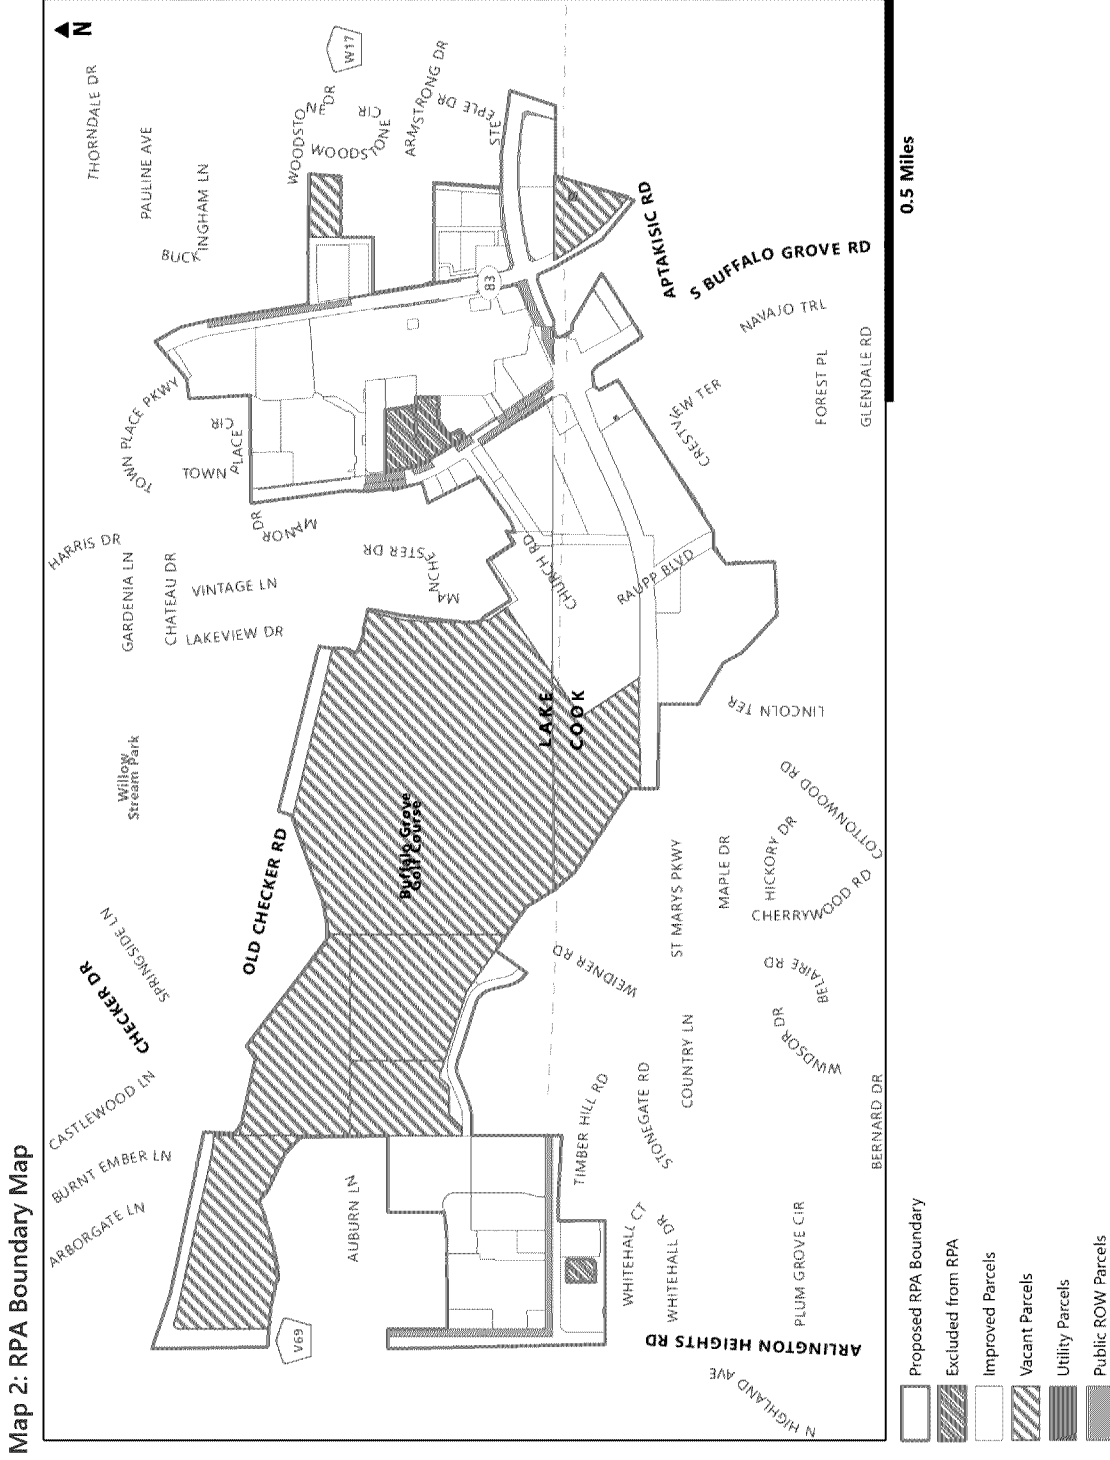 Map 2: RPA Boundary Map
N
THORNDALE DR
PAULINE AVE
BUCKINGHAM LN
WOODSTONE DR
WOODSTONE CIR
W17
ARMSTRONG DR
STEEPLE DR
TOWN PLACE PKWY
TOWN PLACE CIR
83
APTAKISIC RD
S BUFFALO GROVE RD
NAVAJO TRL
FOREST PL
GLENDALE RD
CRESTVIEW TER
HARRIS DR
GARDENIA LN
CHATEAU DR
VINTAGE LN
LAKEVIEW DR
MANOR DR
MANCHESTER DR
CHURCH RD
RAUPP BLVD
LINCOLN TER
LAKE
COOK
Willow
Stream Park
Buffalo Grove
Golf Course
OLD CHECKER RD
SPRINGSIDE LN
CHECKER DR
CASTLEWOOD LN
BURNT EMBER LN
ARBORGATE LN
AUBURN LN
V69
WEIDNER RD
ST MARYS PKWY
MAPLE DR
HICKORY DR
COTTONWOOD RD
CHERRYWOOD RD
BELAIRE RD
WINDSOR DR
COUNTRY LN
STONEGATE RD
TIMBER HILL RD
BERNARD DR
WHITEHALL CT
WHITEHALL DR
PLUM GROVE CIR
ARLINGTON HEIGHTS RD
N HIGHLAND AVE
Proposed RPA Boundary
Excluded from RPA
Improved Parcels
Vacant Parcels
Utility Parcels
Public ROW Parcels
0.5 Miles